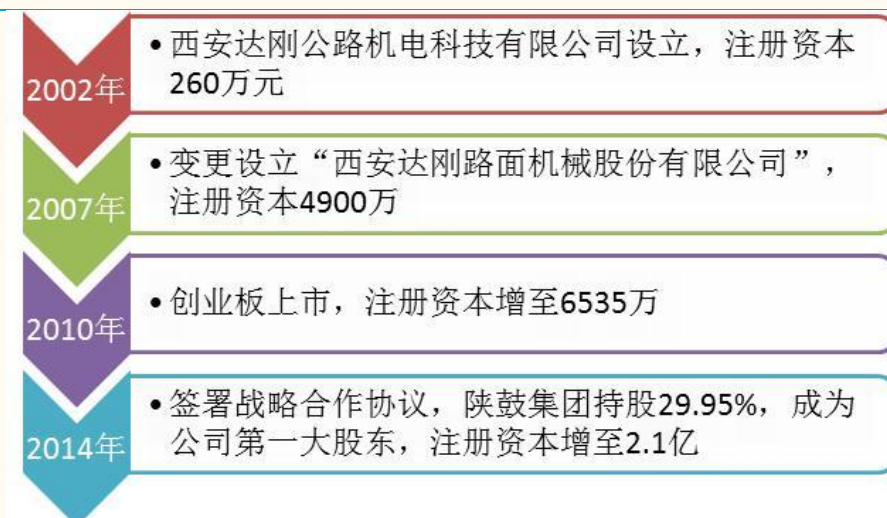 2002年
•西安达刚公路机电科技有限公司设立，注册资本
260万元
2007年
•变更设立“西安达刚路面机械股份有限公司”，
注册资本4900万
2010年
•创业板上市，注册资本增至6535万
2014年
•签署战略合作协议，陕鼓集团持股29.95%，成为
公司第一大股东，注册资本增至2.1亿